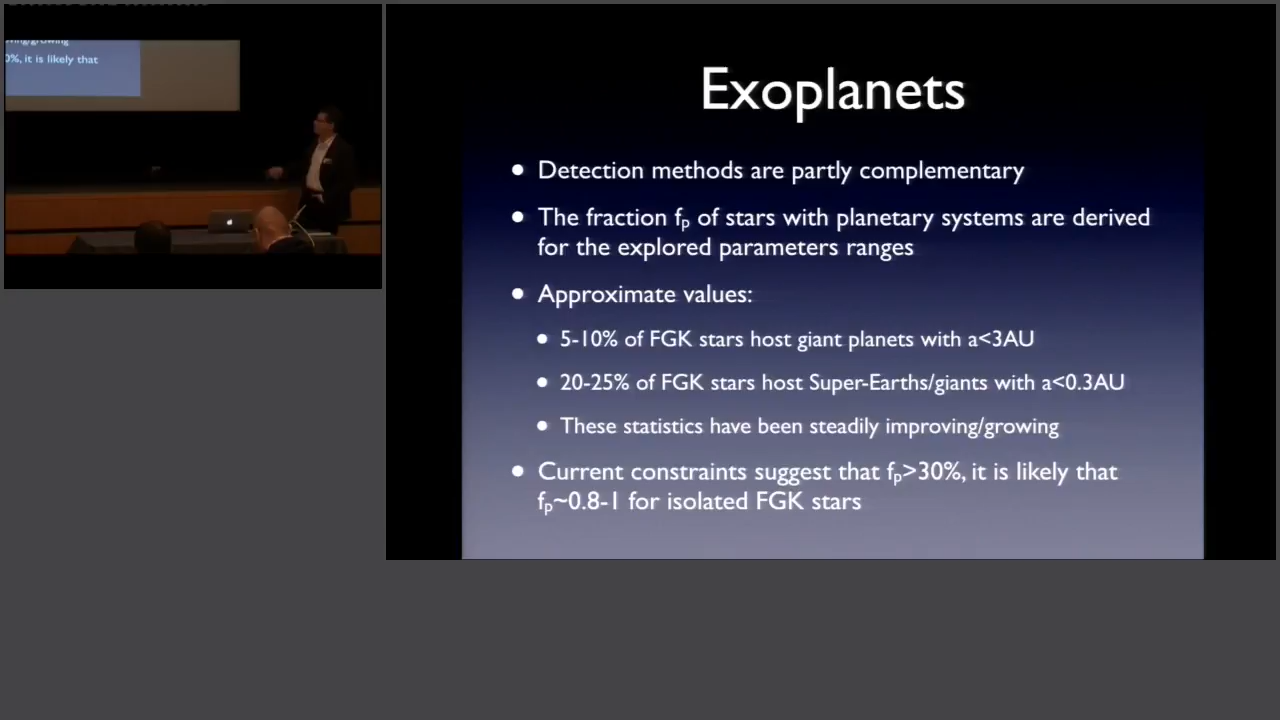 wing/growing
0%, it is likely that
Exoplanets
• Detection methods are partly complementary
• The fraction fp of stars with planetary systems are derived
for the explored parameters ranges
• Approximate values:
• 5-10% of FGK stars host giant planets with a<3AU
• 20-25% of FGK stars host Super-Earths/giants with a<0.3AU
• These statistics have been steadily improving/growing
• Current constraints suggest that fp>30%, it is likely that
fp~0.8-1 for isolated FGK stars